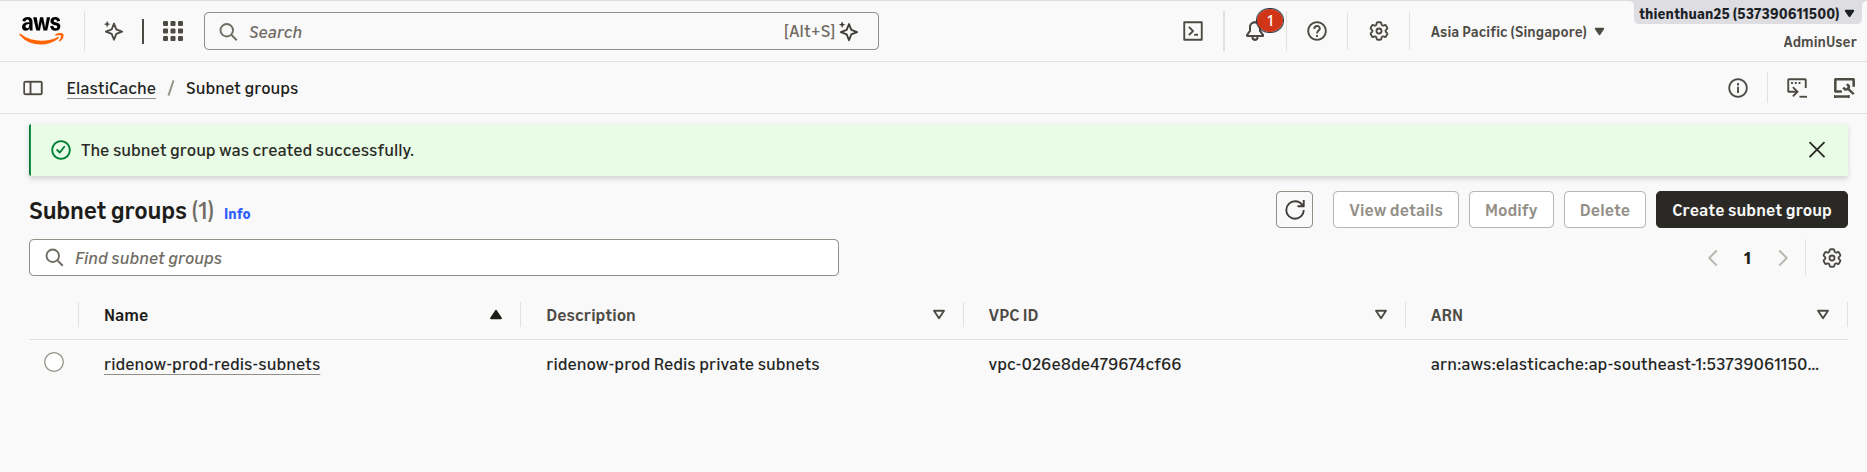 aws
Search [Alt+S]
1
Asia Pacific (Singapore)
thienthuan25 (537390611500)
AdminUser
ElastiCache / Subnet groups
The subnet group was created successfully.
Subnet groups (1) Info
View details Modify Delete Create subnet group
Find subnet groups
1
Name Description VPC ID ARN
ridenow-prod-redis-subnets ridenow-prod Redis private subnets vpc-026e8de479674cf66 arn:aws:elasticache:ap-southeast-1:53739061150...